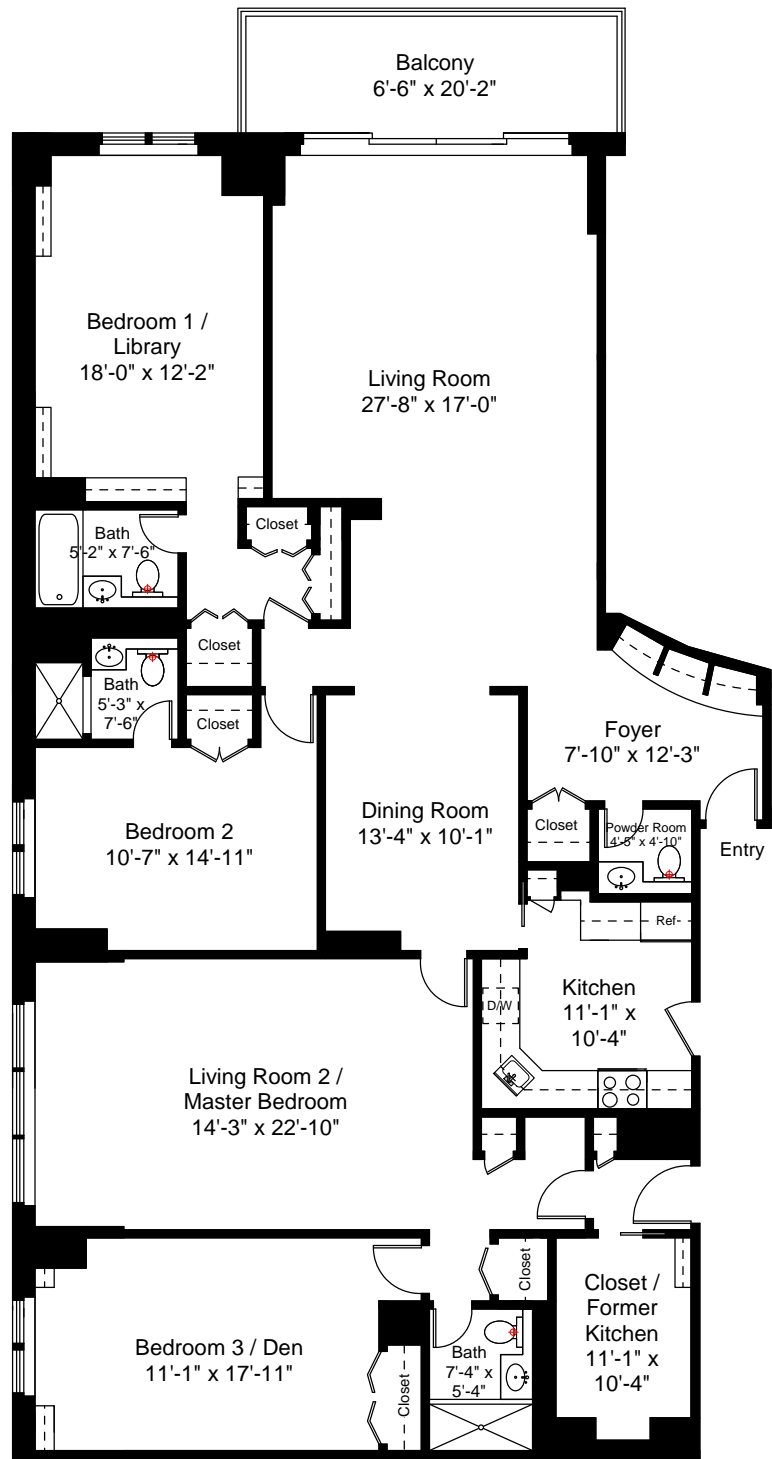 Balcony
6'-6" x 20'-2"
Bedroom 1 /
Library
18'-0" x 12'-2"
Living Room
27'-8" x 17'-0"
Closet
Bath
5'-2" x 7'-6"
Closet
Bath
5'-3" x
7'-6"
Closet
Foyer
7'-10" x 12'-3"
Bedroom 2
10'-7" x 14'-11"
Dining Room
13'-4" x 10'-1"
Closet
Powder Room
4'-5" x 4'-10"
Entry
Ref
Kitchen
11'-1" x
10'-4"
D/W
Living Room 2 /
Master Bedroom
14'-3" x 22'-10"
Closet
Closet /
Former
Kitchen
11'-1" x
10'-4"
Bedroom 3 / Den
11'-1" x 17'-11"
Closet
Bath
7'-4" x
5'-4"